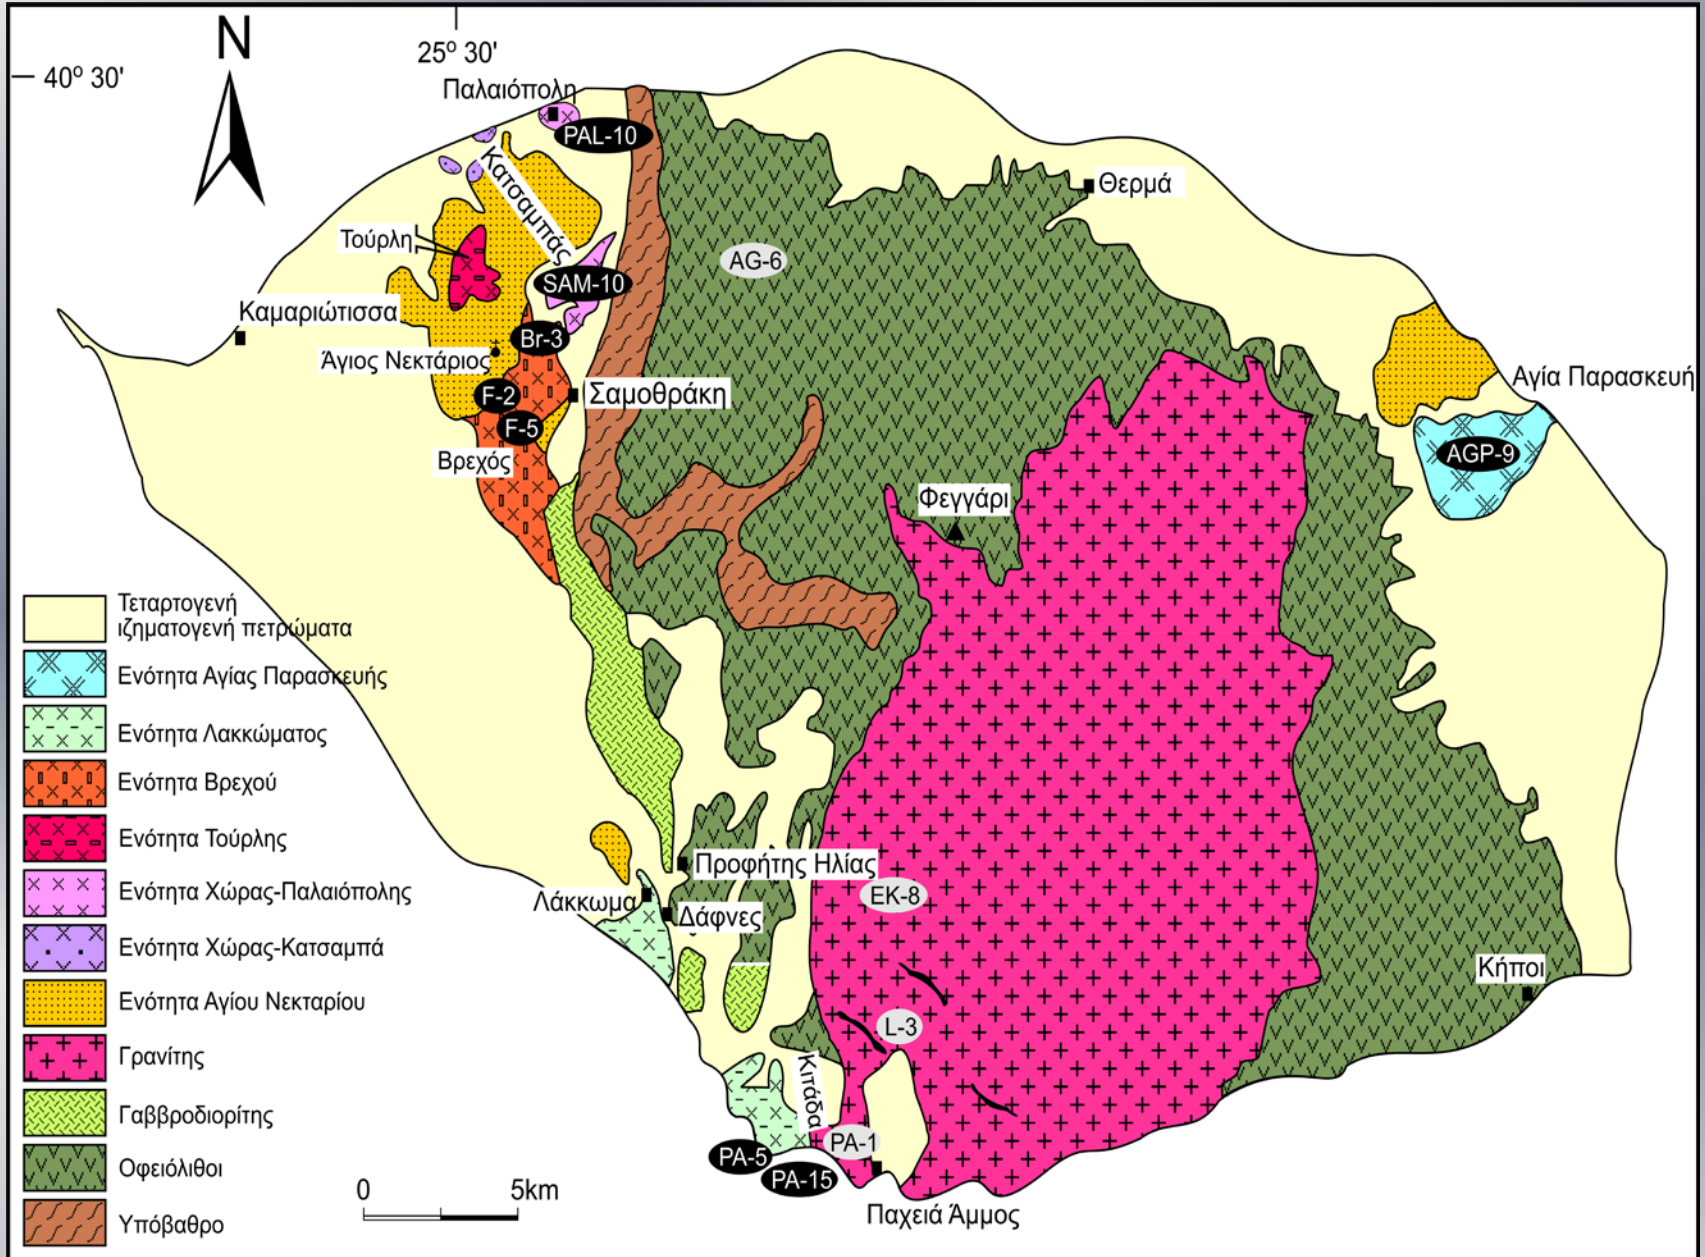 N
25º 30'
40º 30'
Παλαιόπολη
PAL-10
Κατσαμπάς
Θερμά
Τούρλη
AG-6
SAM-10
Καμαριώτισσα
Br-3
Άγιος Νεκτάριος
F-2
Σαμοθράκη
Αγία Παρασκευή
F-5
Βρεχός
AGP-9
Φεγγάρι
Τεταρτογενή
ιζηματογενή πετρώματα
Ενότητα Αγίας Παρασκευής
Ενότητα Λακκώματος
Ενότητα Βρεχού
Ενότητα Τούρλης
Ενότητα Χώρας-Παλαιόπολης
Ενότητα Χώρας-Κατσαμπά
Ενότητα Αγίου Νεκταρίου
Γρανίτης
Γαββροδιορίτης
Οφειόλιθοι
Υπόβαθρο
Προφήτης Ηλίας
Λάκκωμα
Δάφνες
EK-8
Κήποι
L-3
Κιτάδα
PA-1
PA-5
PA-15
Παχειά Άμμος
0 5km